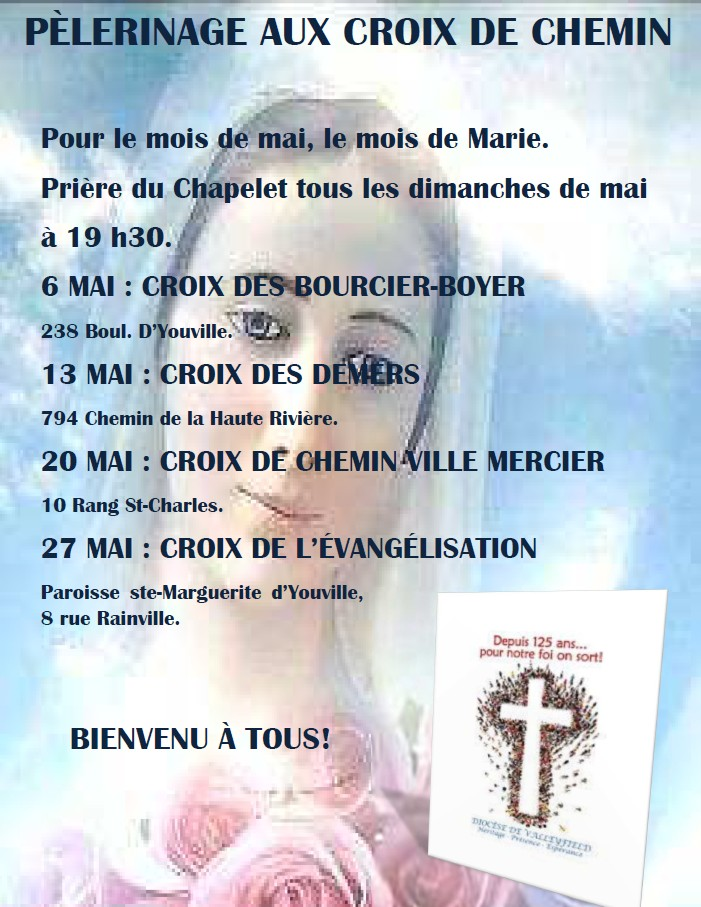 PÈLERINAGE AUX CROIX DE CHEMIN
Pour le mois de mai, le mois de Marie.
Prière du Chapelet tous les dimanches de mai
à 19 h30.
6 MAI : CROIX DES BOURCIER-BOYER
238 Boul. D’Youville.
13 MAI : CROIX DES DEMERS
794 Chemin de la Haute Rivière.
20 MAI : CROIX DE CHEMIN VILLE MERCIER
10 Rang St-Charles.
27 MAI : CROIX DE L’ÉVANGÉLISATION
Paroisse ste-Marguerite d’Youville,
8 rue Rainville.
BIENVENU À TOUS!
Depuis 125 ans...
pour notre foi on sort!
DIOCÈSE DE VALLEYFIELD
Héritage - Présence - Espérance